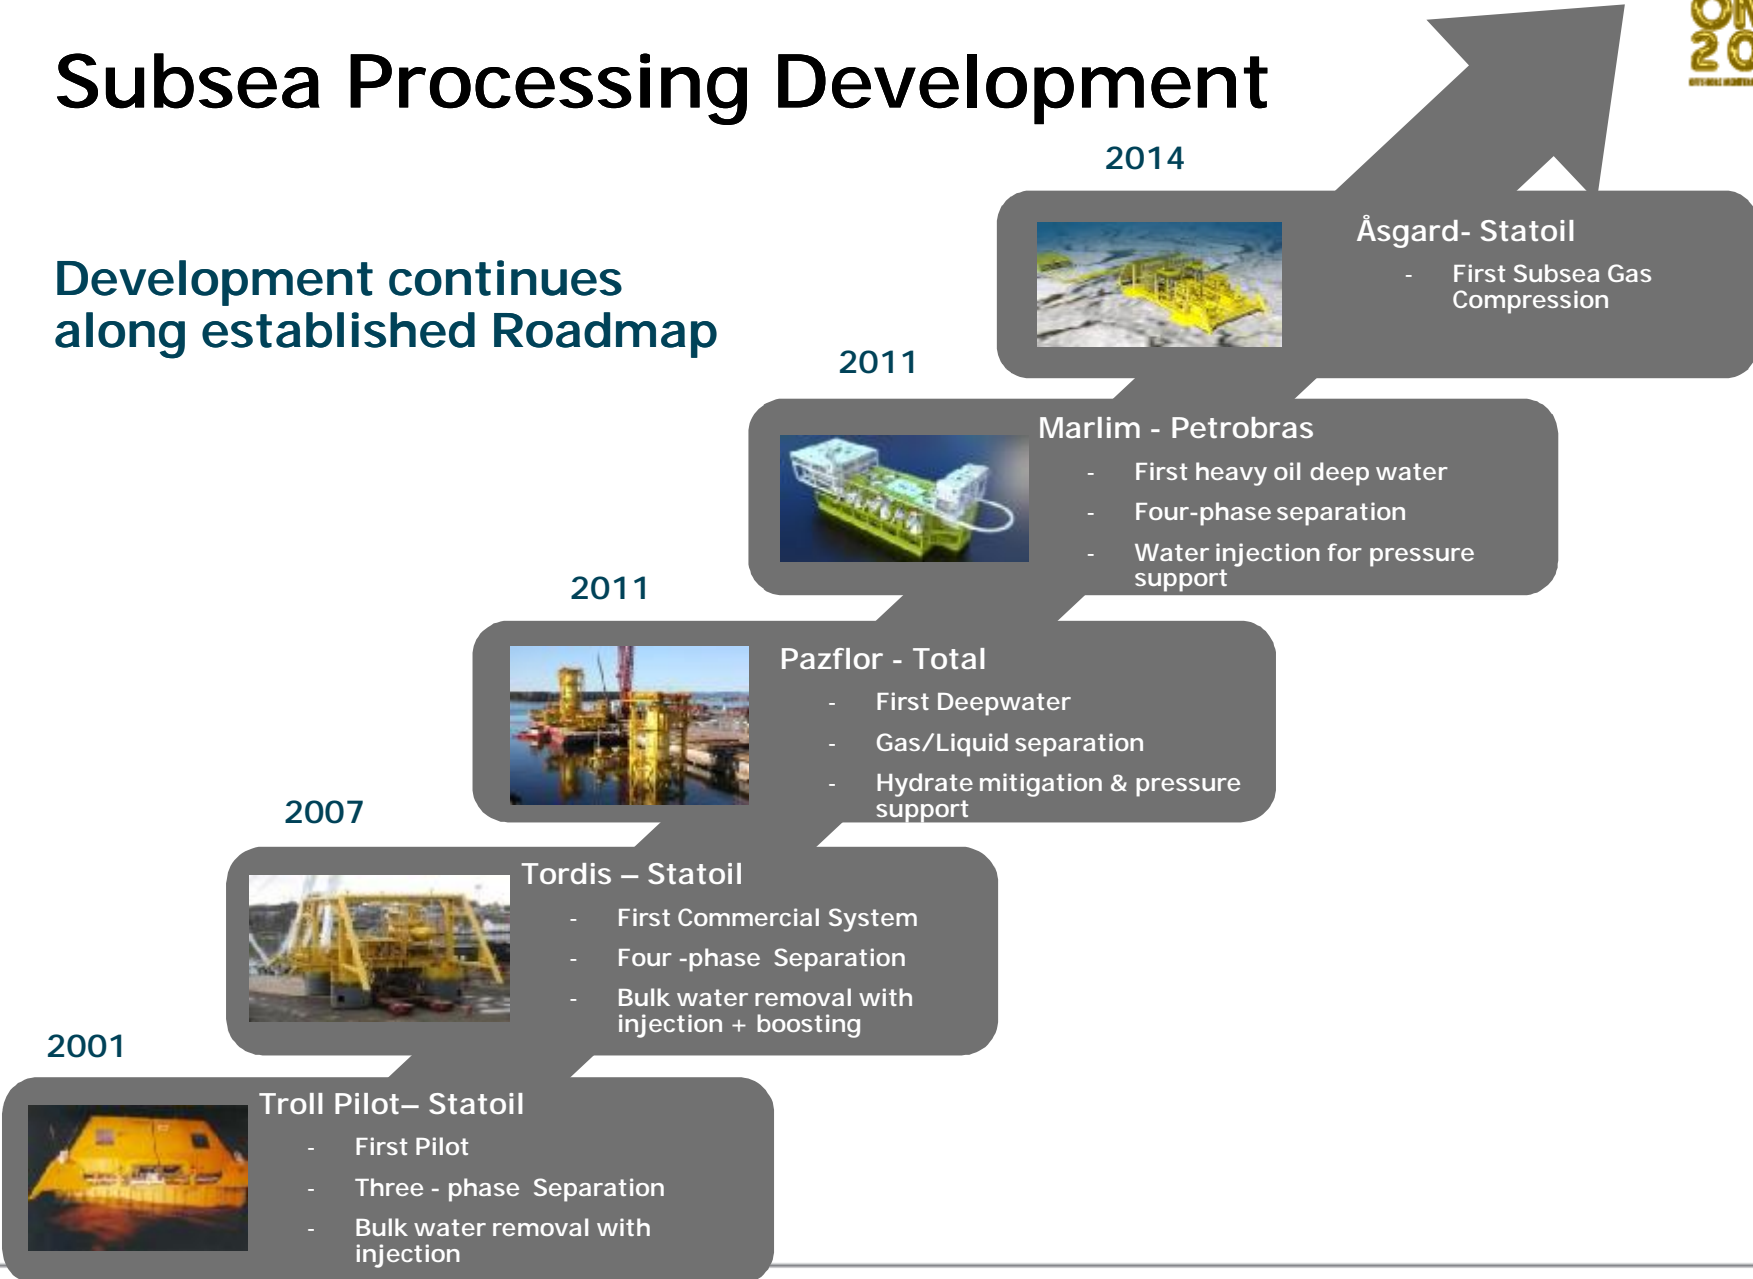 Subsea Processing Development
Development continues
along established Roadmap
2014
Åsgard- Statoil
- First Subsea Gas
Compression
2011
Marlim - Petrobras
- First heavy oil deep water
- Four-phase separation
- Water injection for pressure
support
2011
Pazflor - Total
- First Deepwater
- Gas/Liquid separation
- Hydrate mitigation & pressure
support
2007
Tordis – Statoil
- First Commercial System
- Four -phase Separation
- Bulk water removal with
injection + boosting
2001
Troll Pilot– Statoil
- First Pilot
- Three - phase Separation
- Bulk water removal with
injection